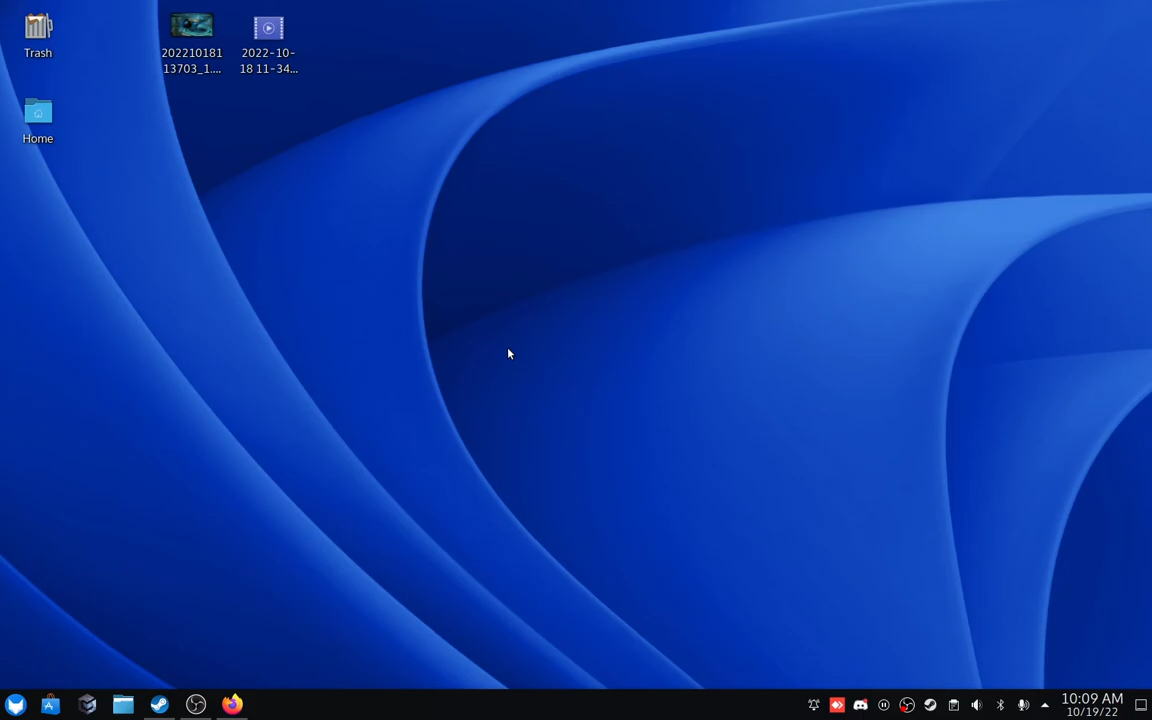 Trash
202210181
13703_1....
2022-10-
18 11-34...
Home
10:09 AM
10/19/22